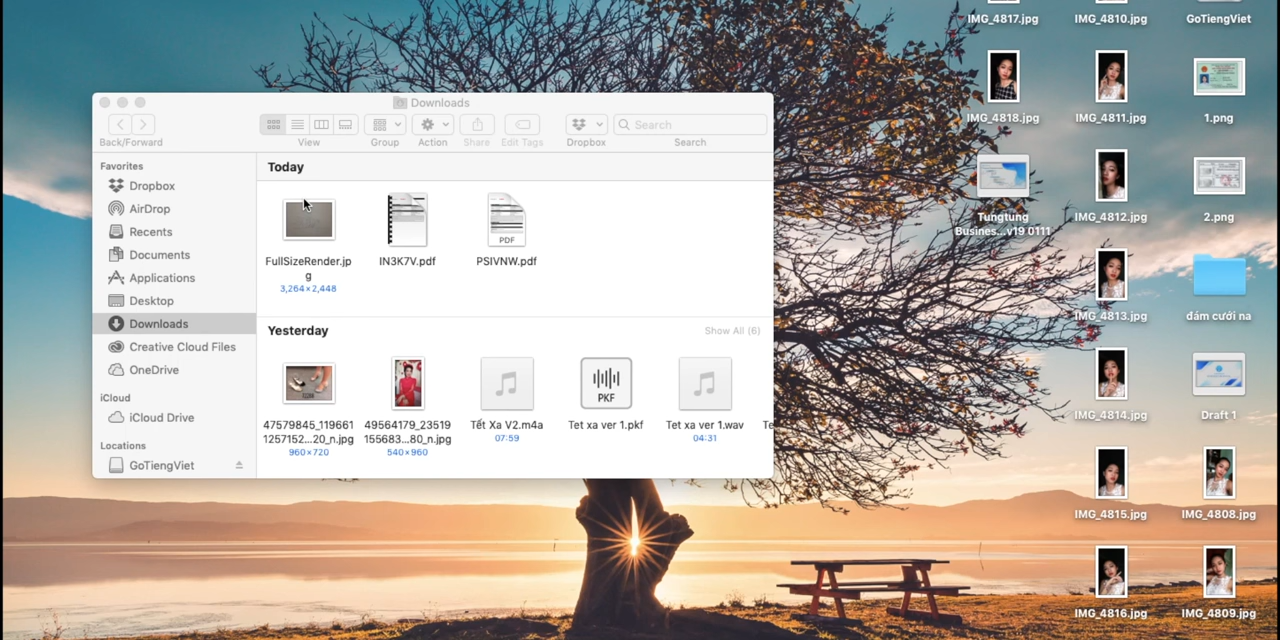 Downloads
Search
Back/Forward
View
Group
Action
Share
Edit Tags
Dropbox
Search
Favorites
Dropbox
AirDrop
Recents
Documents
Applications
Desktop
Downloads
Creative Cloud Files
OneDrive
iCloud
iCloud Drive
Locations
GoTiengViet
Today
FullSizeRender.jp
g
3,264×2,448
IN3K7V.pdf
PDF
PSIVNW.pdf
Yesterday
Show All (6)
47579845_119661
1257152...20_n.jpg
960×720
49564179_23519
155683...80_n.jpg
540×960
Tết Xa V2.m4a
07:59
PKF
Tet xa ver 1.pkf
Tet xa ver 1.wav
04:31
Te
IMG_4817.jpg
IMG_4810.jpg
GoTiengViet
IMG_4818.jpg
IMG_4811.jpg
1.png
Tungtung
Busines...v19 0111
IMG_4812.jpg
2.png
IMG_4813.jpg
đám cưới na
IMG_4814.jpg
Draft 1
IMG_4815.jpg
IMG_4808.jpg
IMG_4816.jpg
IMG_4809.jpg